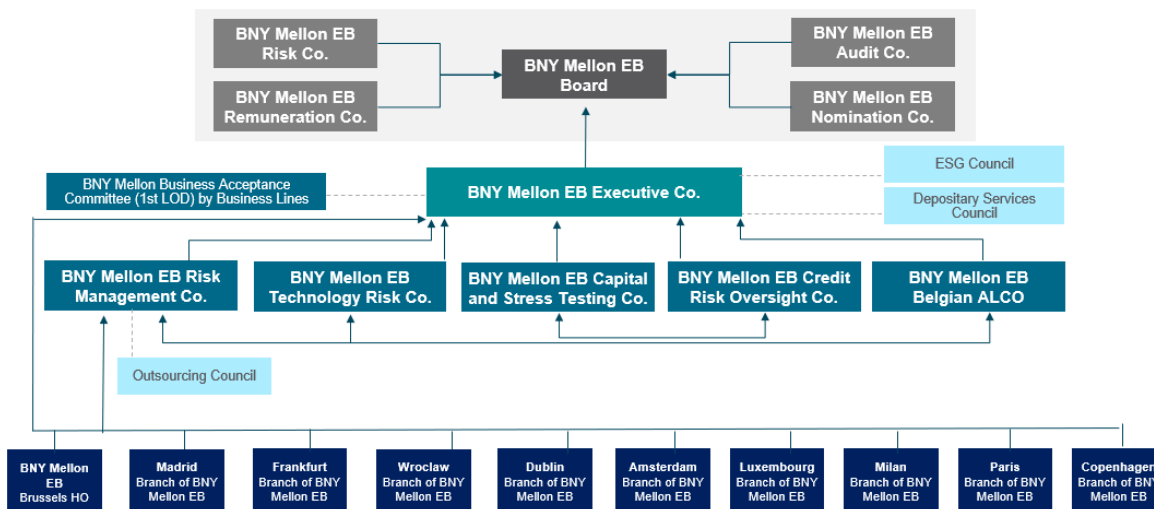 BNY Mellon EB
Risk Co.
BNY Mellon EB
Audit Co.
BNY Mellon EB
Board
BNY Mellon EB
Remuneration Co.
BNY Mellon EB
Nomination Co.
ESG Council
BNY Mellon Business Acceptance
Committee (1st LOD) by Business Lines
BNY Mellon EB Executive Co.
Depositary Services
Council
BNY Mellon EB Risk
Management Co.
BNY Mellon EB
Technology Risk Co.
BNY Mellon EB Capital
and Stress Testing Co.
BNY Mellon EB Credit
Risk Oversight Co.
BNY Mellon EB
Belgian ALCO
Outsourcing Council
BNY Mellon
EB
Brussels HO
Madrid
Branch of BNY
Mellon EB
Frankfurt
Branch of BNY
Mellon EB
Wroclaw
Branch of BNY
Mellon EB
Dublin
Branch of BNY
Mellon EB
Amsterdam
Branch of BNY
Mellon EB
Luxembourg
Branch of BNY
Mellon EB
Milan
Branch of BNY
Mellon EB
Paris
Branch of BNY
Mellon EB
Copenhagen
Branch of BNY
Mellon EB